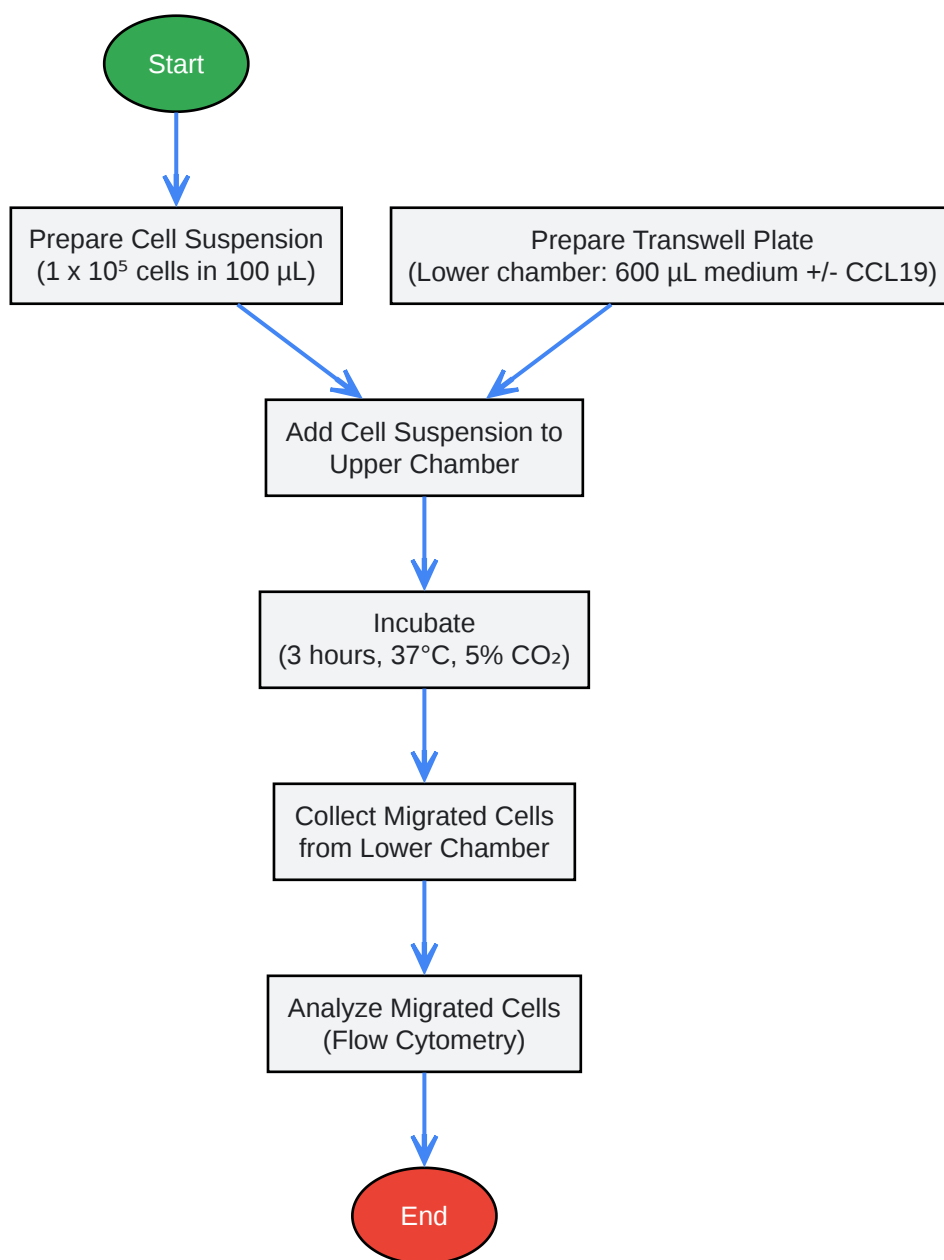 Start
Prepare Cell Suspension
(1 x 10⁵ cells in 100 µL)
Prepare Transwell Plate
(Lower chamber: 600 µL medium +/- CCL19)
Add Cell Suspension to
Upper Chamber
Incubate
(3 hours, 37°C, 5% CO₂)
Collect Migrated Cells
from Lower Chamber
Analyze Migrated Cells
(Flow Cytometry)
End